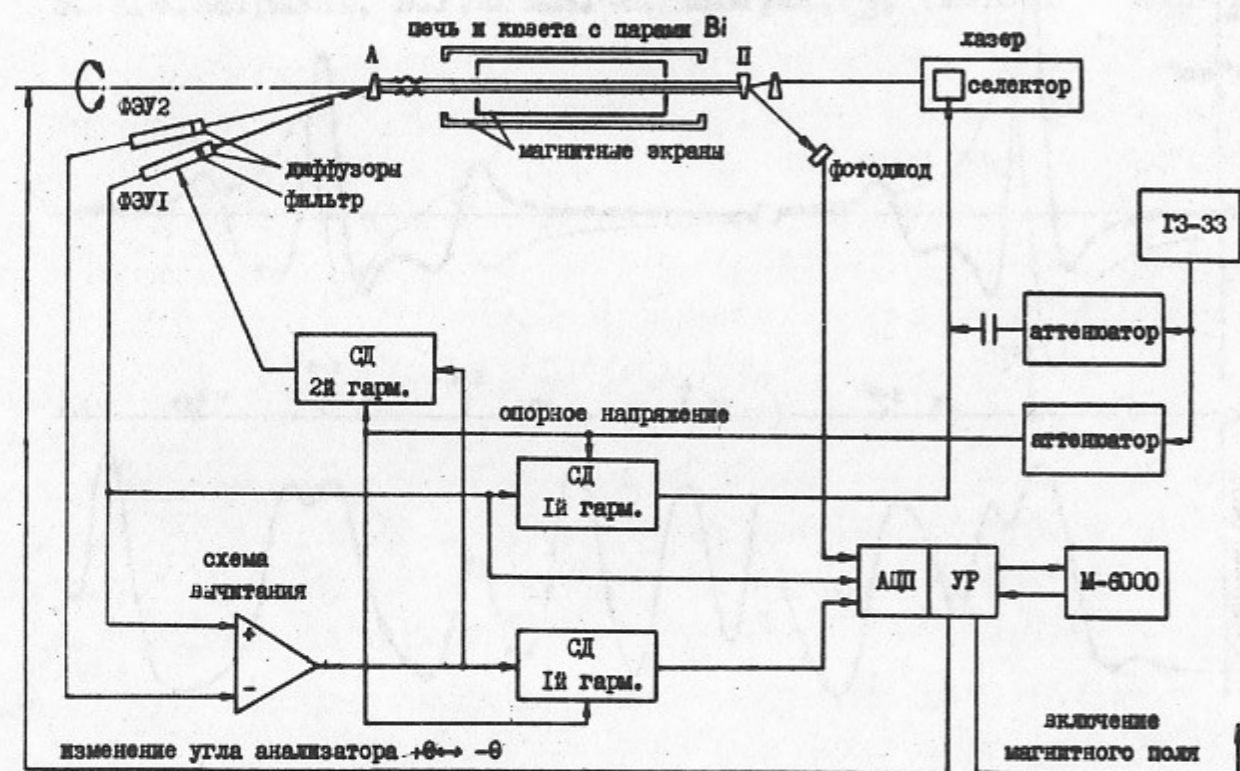 печь и кювета с парами Bi
лазер
А
П
селектор
ФЭУ2
магнитные экраны
диффузоры
фотодиод
ФЭУ1
фильтр
ГЗ-33
аттенюатор
СД
2й гарм.
опорное напряжение
аттенюатор
СД
1й гарм.
схема
вычитания
АЦП
УР
М-6000
+
-
СД
1й гарм.
включение
магнитного поля
изменение угла анализатора +θ↔ -θ